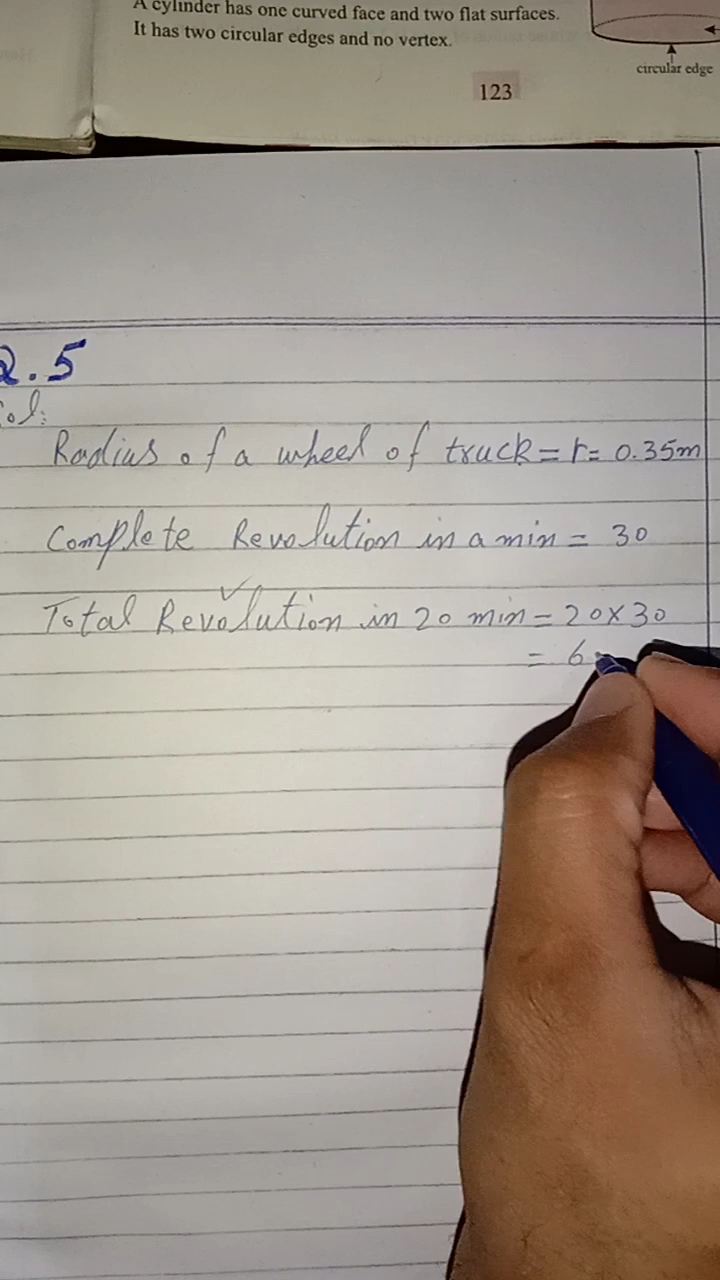 A cylinder has one curved face and two flat surfaces.
It has two circular edges and no vertex.
circular edge
123
Q.5
Sol:
Radius of a wheel of truck = r = 0.35m
Complete Revolution in a min = 30
Total Revolution in 20 min = 20 x 30
= 6